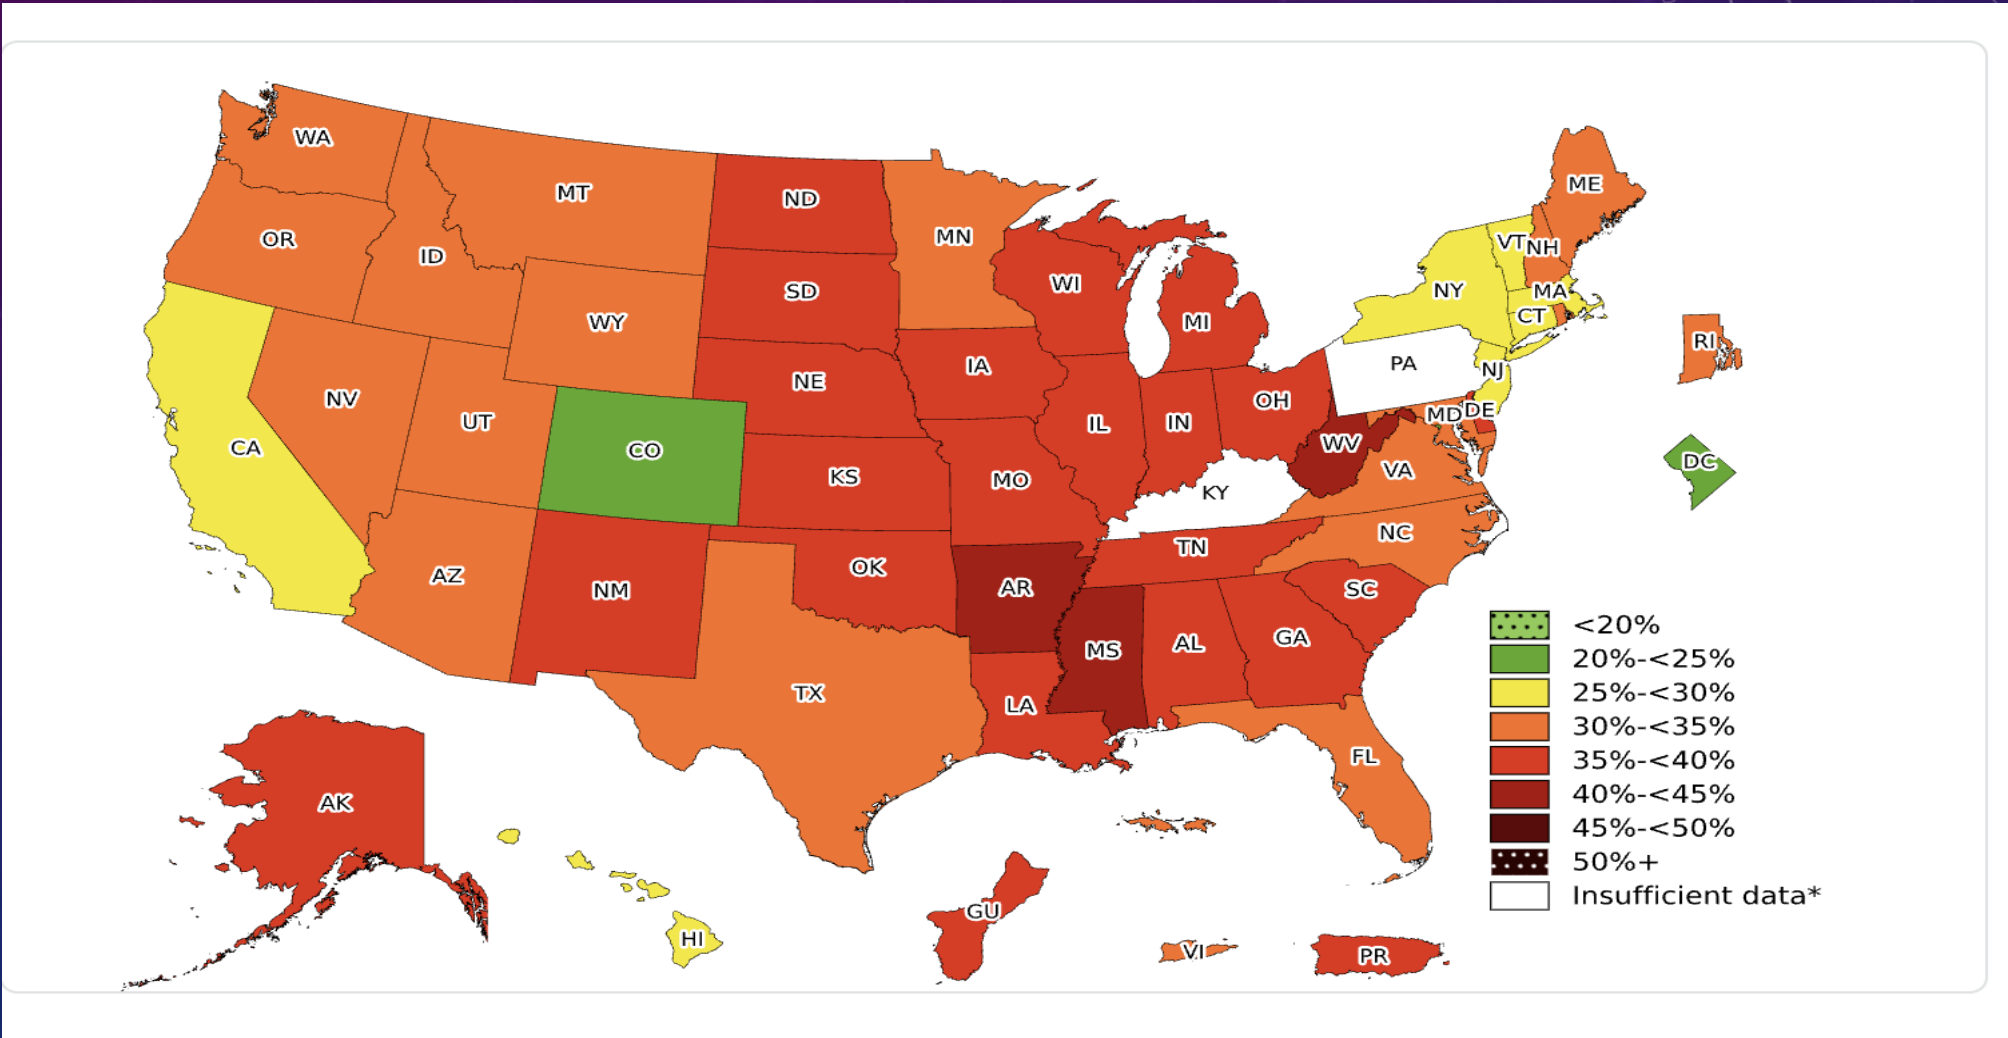 WA
MT
ND
ME
MN
OR
VT
NH
ID
SD
WI
NY
MA
CT
WY
MI
RI
IA
PA
NJ
NE
NV
OH
MD
DE
UT
IL
IN
CA
CO
WV
DC
KS
VA
MO
KY
NC
TN
AZ
OK
AR
NM
SC
GA
AL
MS
TX
LA
FL
AK
GU
HI
VI
PR
<20%
20%-<25%
25%-<30%
30%-<35%
35%-<40%
40%-<45%
45%-<50%
50%+
Insufficient data*